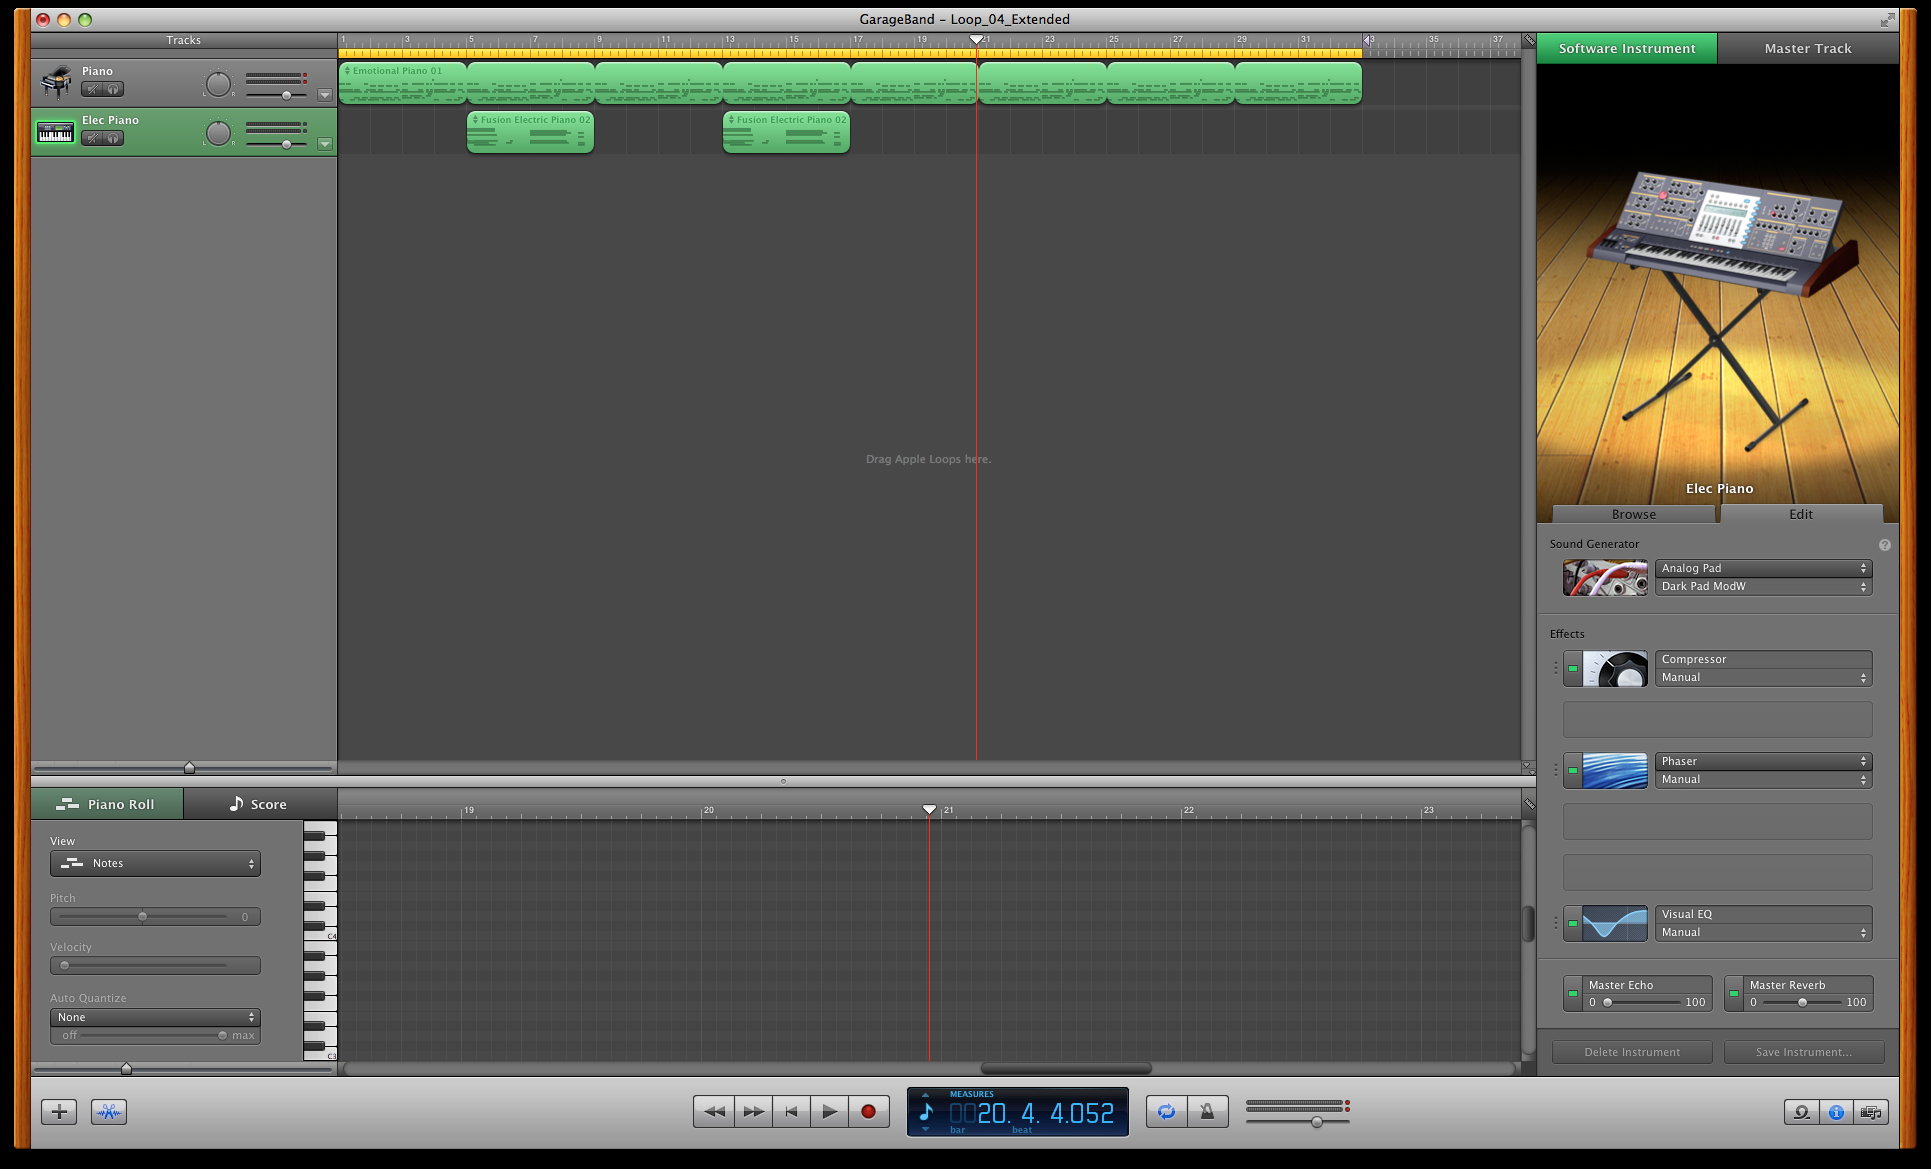 GarageBand - Loop_04_Extended
Tracks
1 3 5 7 9 11 13 15 17 19 21 23 25 27 29 31 33 35 37
Software Instrument
Master Track
Piano
L R
Emotional Piano 01
Elec Piano
L R
Fusion Electric Piano 02
Fusion Electric Piano 02
Drag Apple Loops here.
Elec Piano
Browse
Edit
Sound Generator
?
Analog Pad
Dark Pad ModW
Effects
Compressor
Manual
Phaser
Manual
Visual EQ
Manual
Master Echo
0 100
Master Reverb
0 100
Delete Instrument
Save Instrument...
Piano Roll
Score
19 20 21 22 23
View
Notes
Pitch
0
Velocity
Auto Quantize
None
off max
C4
C3
MEASURES
0020. 4. 4.052
bar beat